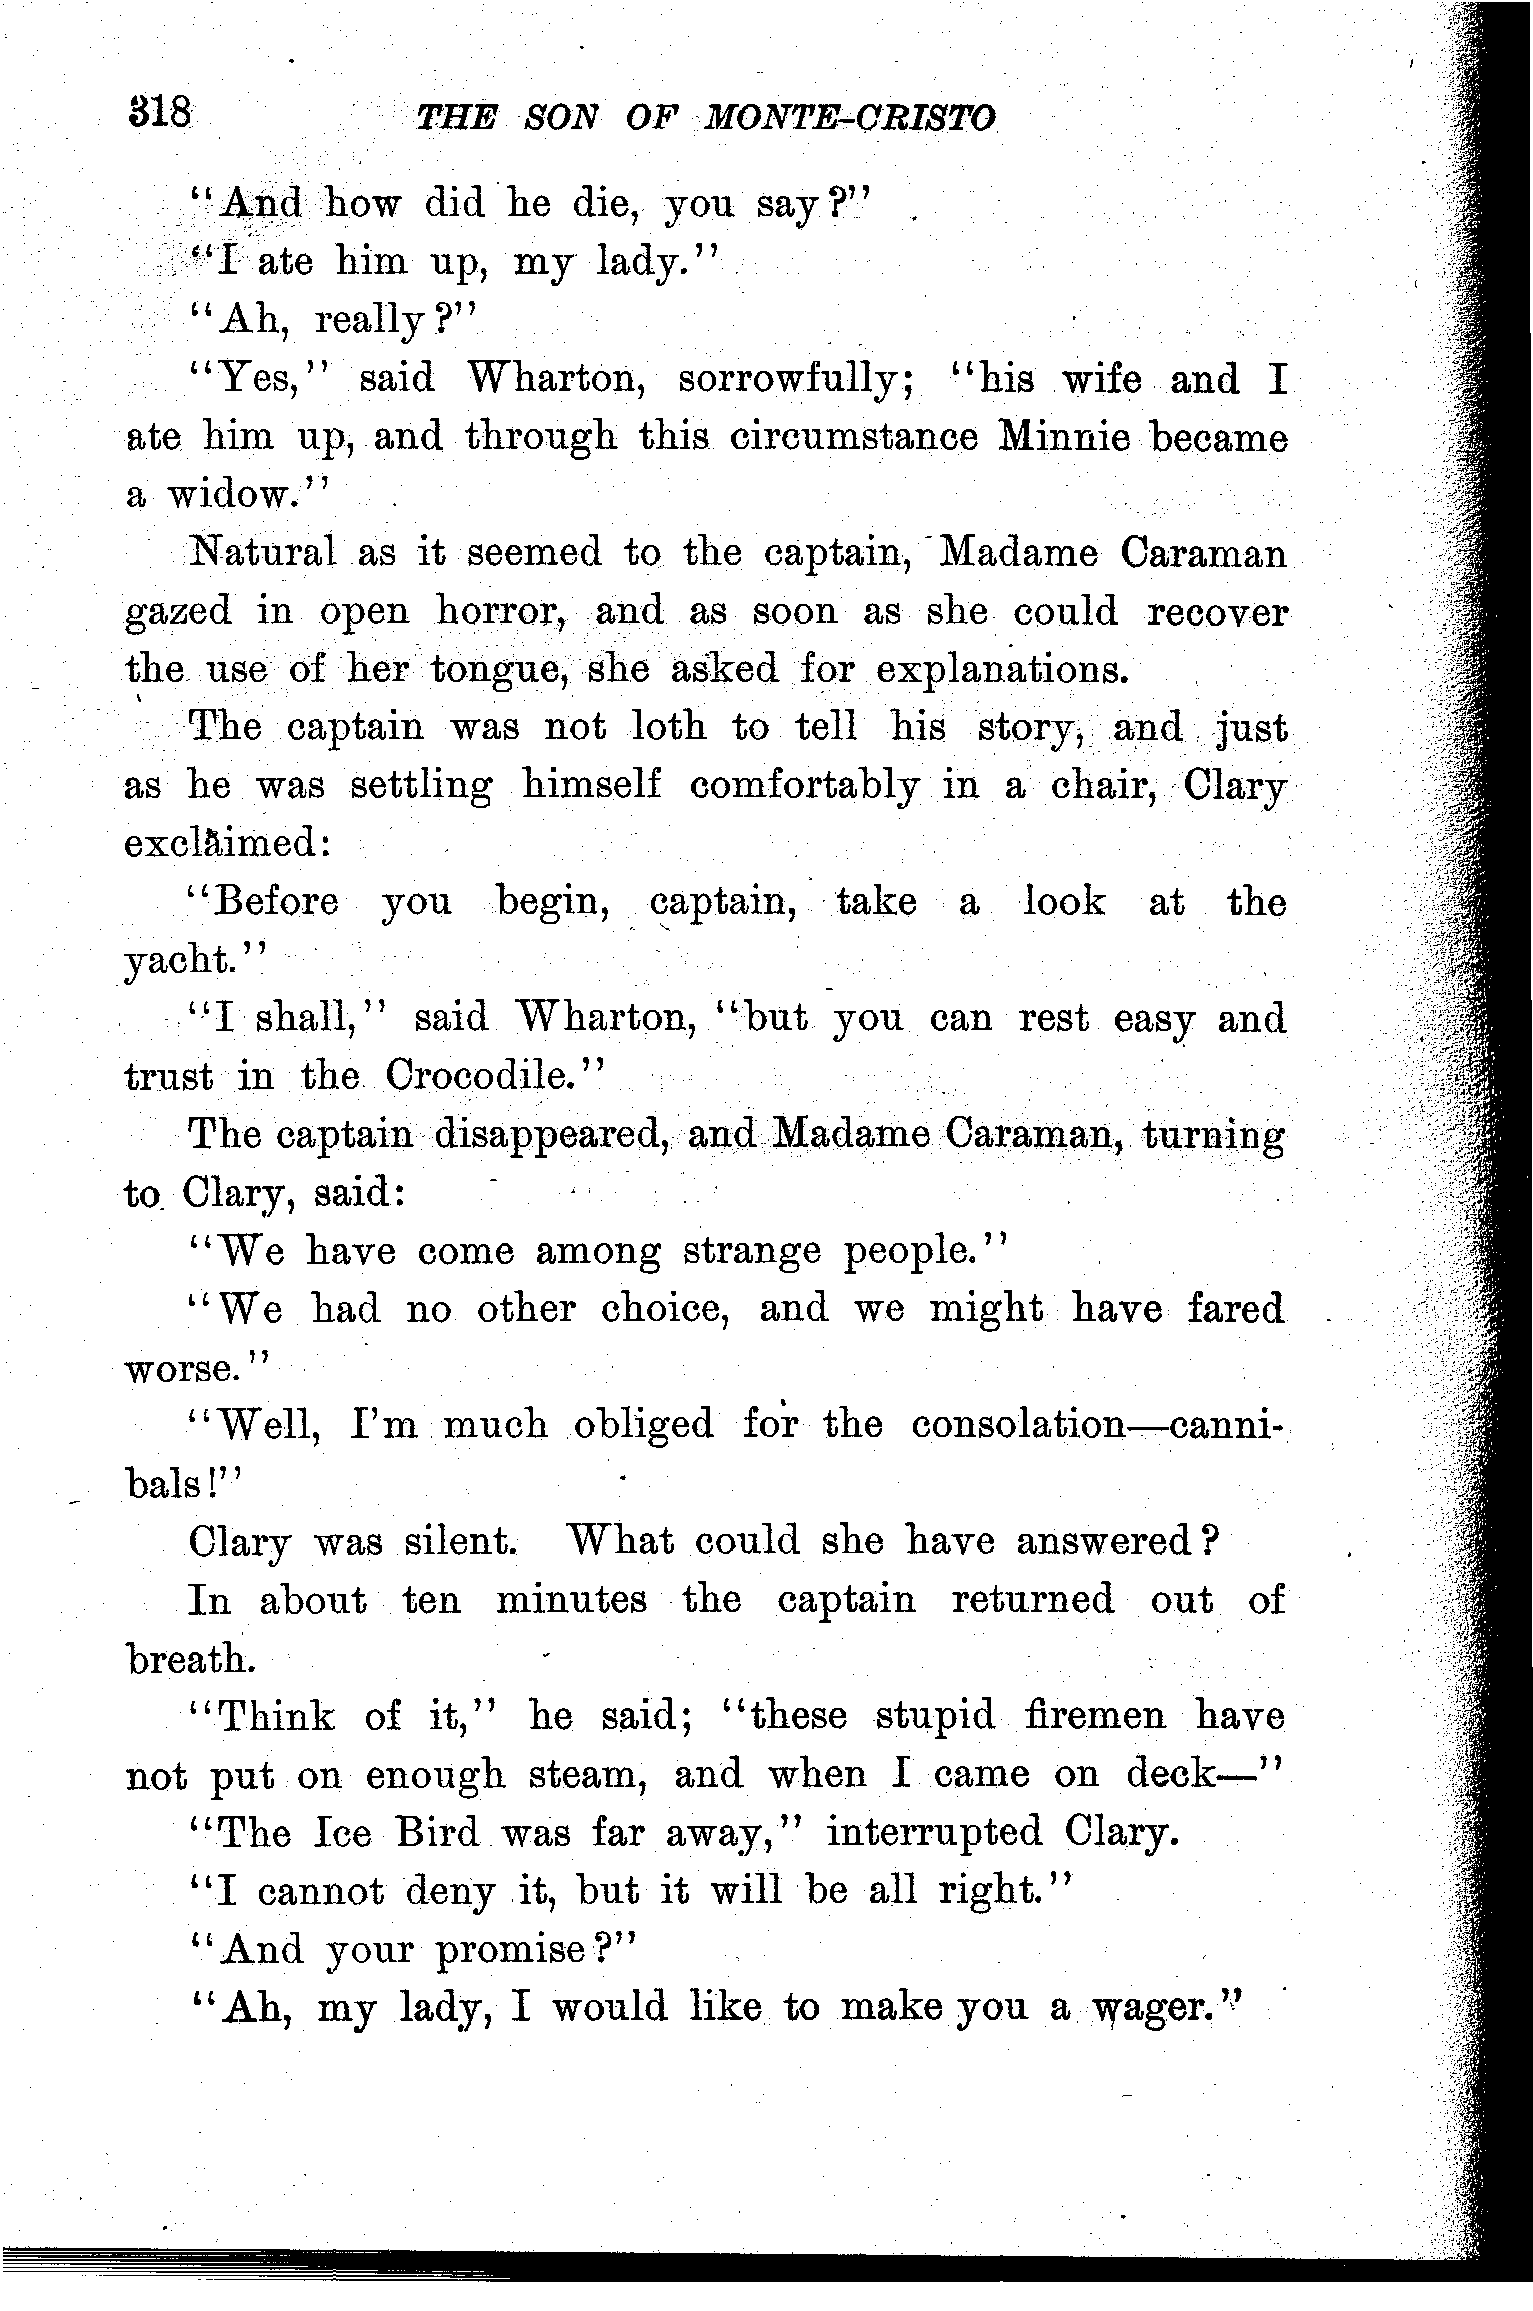 318 THE SON OF MONTE-CRISTO
"And how did he die, you say?"
"I ate him up, my lady."
"Ah, really?"
"Yes," said Wharton, sorrowfully; "his wife and I
ate him up, and through this circumstance Minnie became
a widow."
Natural as it seemed to the captain, Madame Caraman
gazed in open horror, and as soon as she could recover
the use of her tongue, she asked for explanations.
The captain was not loth to tell his story, and just
as he was settling himself comfortably in a chair, Clary
exclaimed:
"Before you begin, captain, take a look at the
yacht."
"I shall," said Wharton, "but you can rest easy and
trust in the Crocodile."
The captain disappeared, and Madame Caraman, turning
to Clary, said:
"We have come among strange people."
"We had no other choice, and we might have fared
worse."
"Well, I'm much obliged for the consolation—canni-
bals!"
Clary was silent. What could she have answered?
In about ten minutes the captain returned out of
breath.
"Think of it," he said; "these stupid firemen have
not put on enough steam, and when I came on deck—"
"The Ice Bird was far away," interrupted Clary.
"I cannot deny it, but it will be all right."
"And your promise?"
"Ah, my lady, I would like to make you a wager."